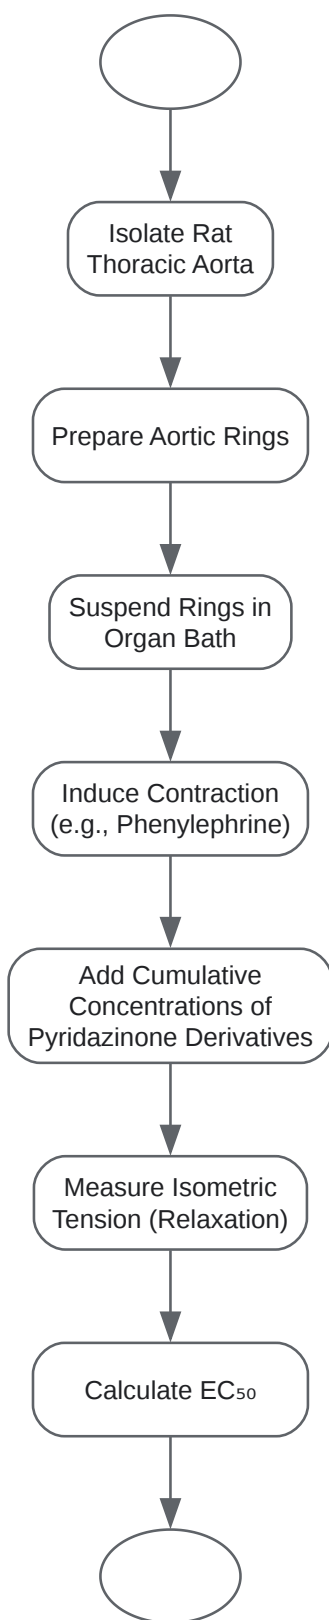 Isolate Rat
Thoracic Aorta
Prepare Aortic Rings
Suspend Rings in
Organ Bath
Induce Contraction
(e.g., Phenylephrine)
Add Cumulative
Concentrations of
Pyridazinone Derivatives
Measure Isometric
Tension (Relaxation)
Calculate EC₅₀